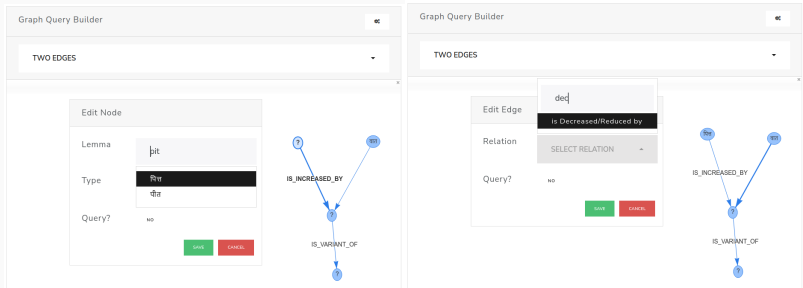 Graph Query Builder
TWO EDGES
Edit Node
Lemma
pit
Type
पित्त
पीत
Query?
NO
SAVE
CANCEL
?
वात
IS_INCREASED_BY
?
IS_VARIANT_OF
?
Graph Query Builder
TWO EDGES
dec
Edit Edge
is Decreased/Reduced by
Relation
SELECT RELATION
Query?
NO
SAVE
CANCEL
पित्त
वात
IS_INCREASED_BY
?
IS_VARIANT_OF
?